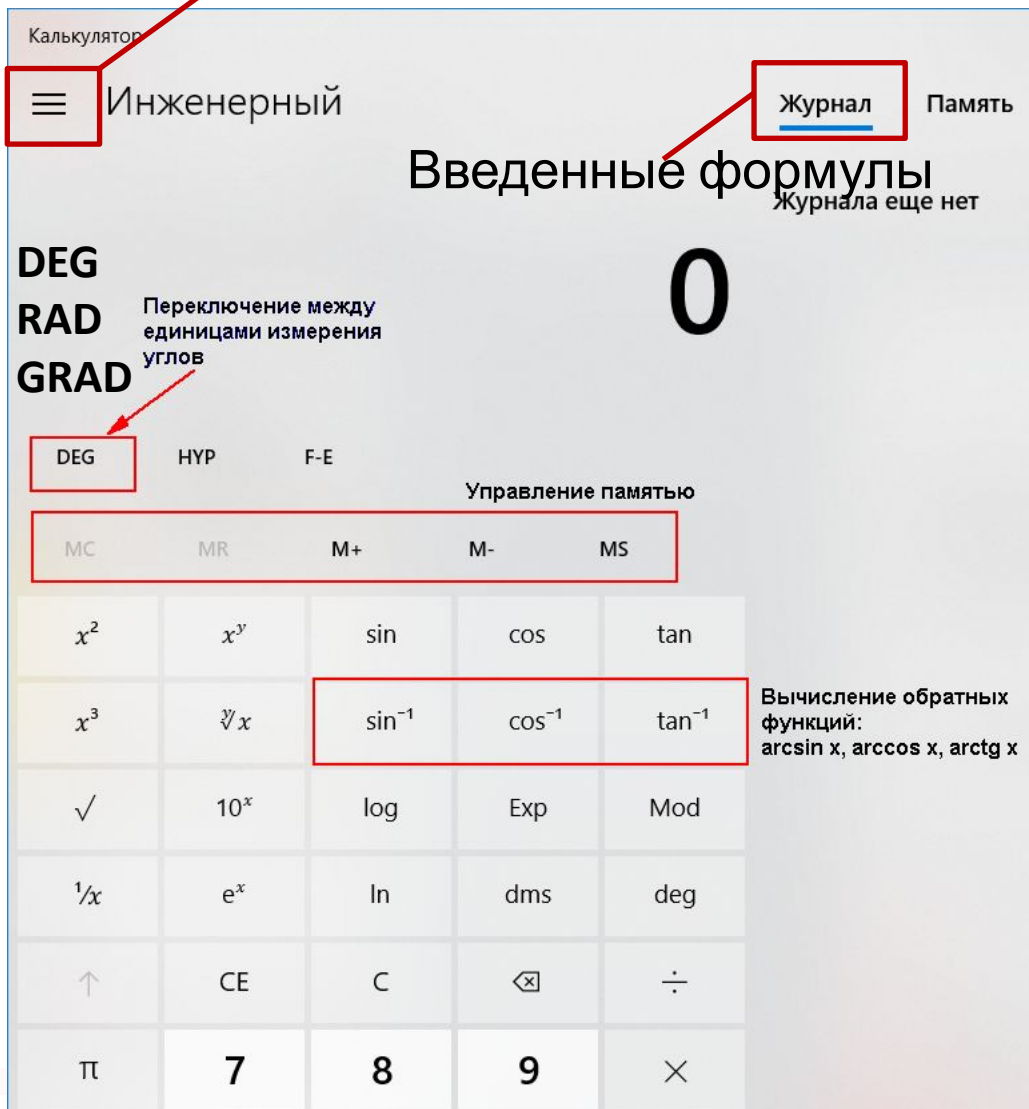 Калькулятор
Инженерный
Журнал Память
Введенные формулы
Журнала еще нет
0
DEG
RAD
GRAD
Переключение между
единицами измерения
углов
DEG HYP F-E
Управление памятью
MC MR M+ M- MS
x² xʸ sin cos tan
x³ ʸ√x sin⁻¹ cos⁻¹ tan⁻¹
Вычисление обратных
функций:
arcsin x, arccos x, arctg x
√ 10ˣ log Exp Mod
¹/x eˣ ln dms deg
↑ CE C ⌫ ÷
π 7 8 9 ×